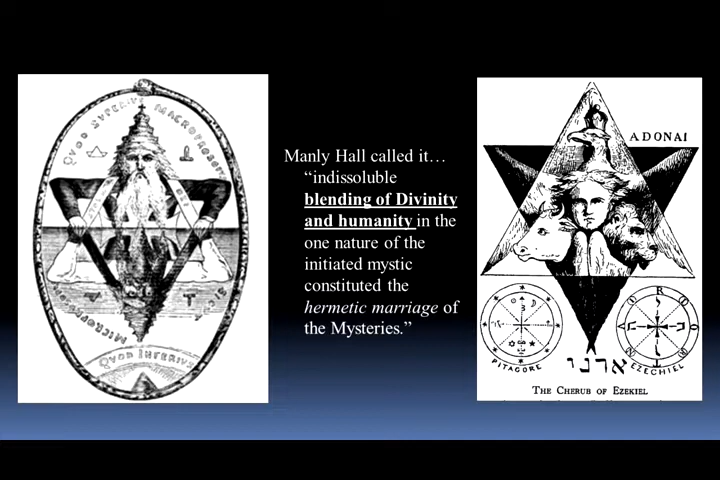 QUOD SUPERIUS MACROPROSOPUS
MICROPROSOPUS
QUOD INFERIUS
Manly Hall called it…
“indissoluble
blending of Divinity
and humanity in the
one nature of the
initiated mystic
constituted the
hermetic marriage of
the Mysteries.”
ADONAI
PITAGORE
EZECHIEL
THE CHERUB OF EZEKIEL